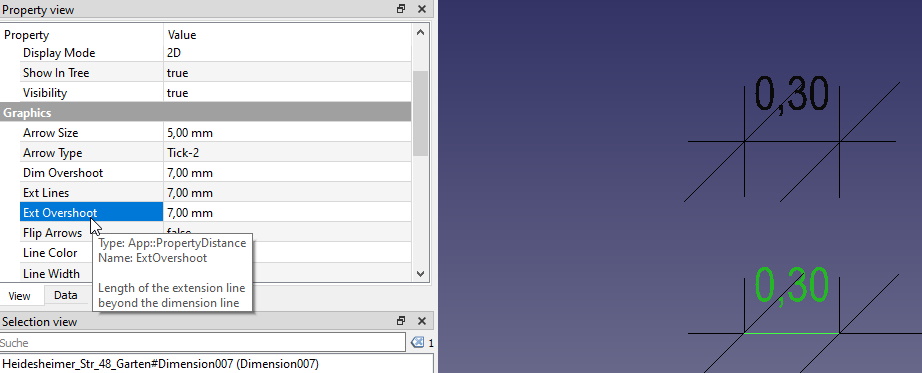 Property view
Property Value
Display Mode 2D
Show In Tree true
Visibility true
Graphics
Arrow Size 5,00 mm
Arrow Type Tick-2
Dim Overshoot 7,00 mm
Ext Lines 7,00 mm
Ext Overshoot 7,00 mm
Flip Arrows false
Line Color
Line Width
Type: App::PropertyDistance
Name: ExtOvershoot
Length of the extension line
beyond the dimension line
View Data
Selection view
Suche 1
Heidesheimer_Str_48_Garten#Dimension007 (Dimension007)
0,30
0,30